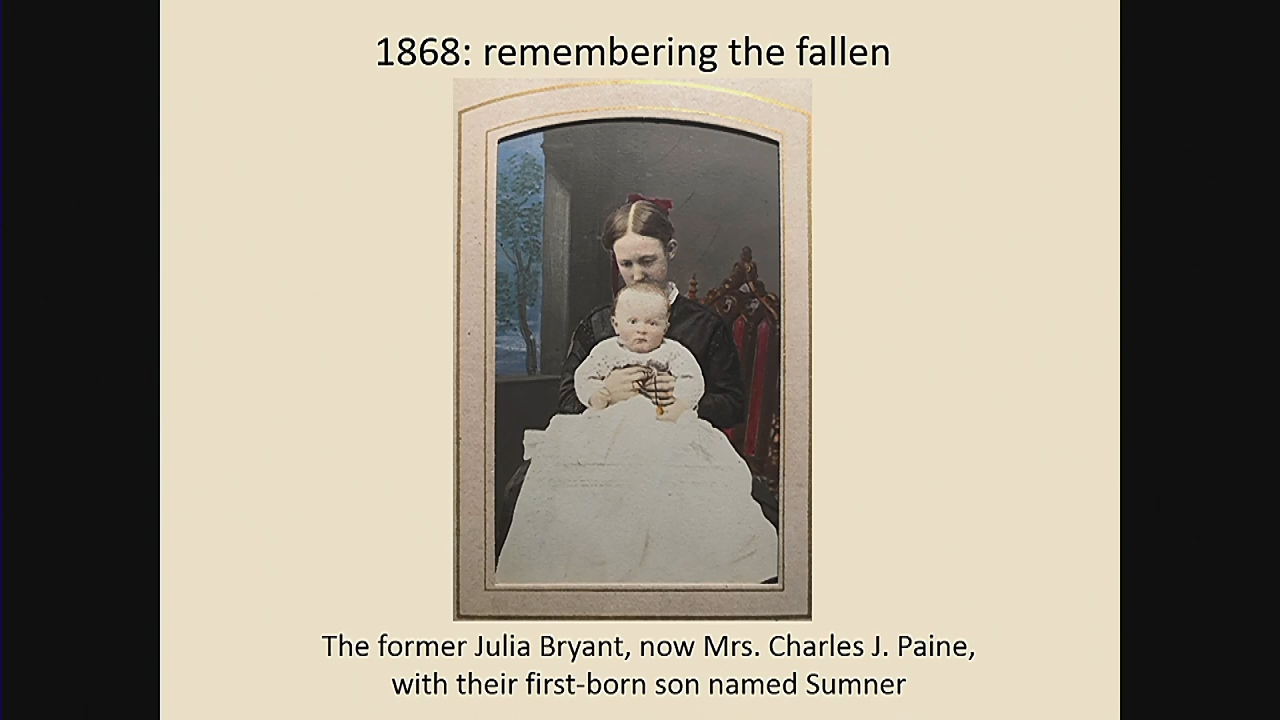 1868: remembering the fallen
The former Julia Bryant, now Mrs. Charles J. Paine,
with their first-born son named Sumner